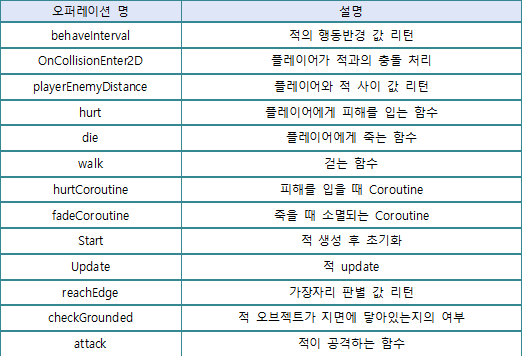 오퍼레이션 명 설명
behaveInterval 적의 행동반경 값 리턴
OnCollisionEnter2D 플레이어가 적과의 충돌 처리
playerEnemyDistance 플레이어와 적 사이 값 리턴
hurt 플레이어에게 피해를 입는 함수
die 플레이어에게 죽는 함수
walk 걷는 함수
hurtCoroutine 피해를 입을 때 Coroutine
fadeCoroutine 죽을 때 소멸되는 Coroutine
Start 적 생성 후 초기화
Update 적 update
reachEdge 가장자리 판별 값 리턴
checkGrounded 적 오브젝트가 지면에 닿아있는지의 여부
attack 적이 공격하는 함수